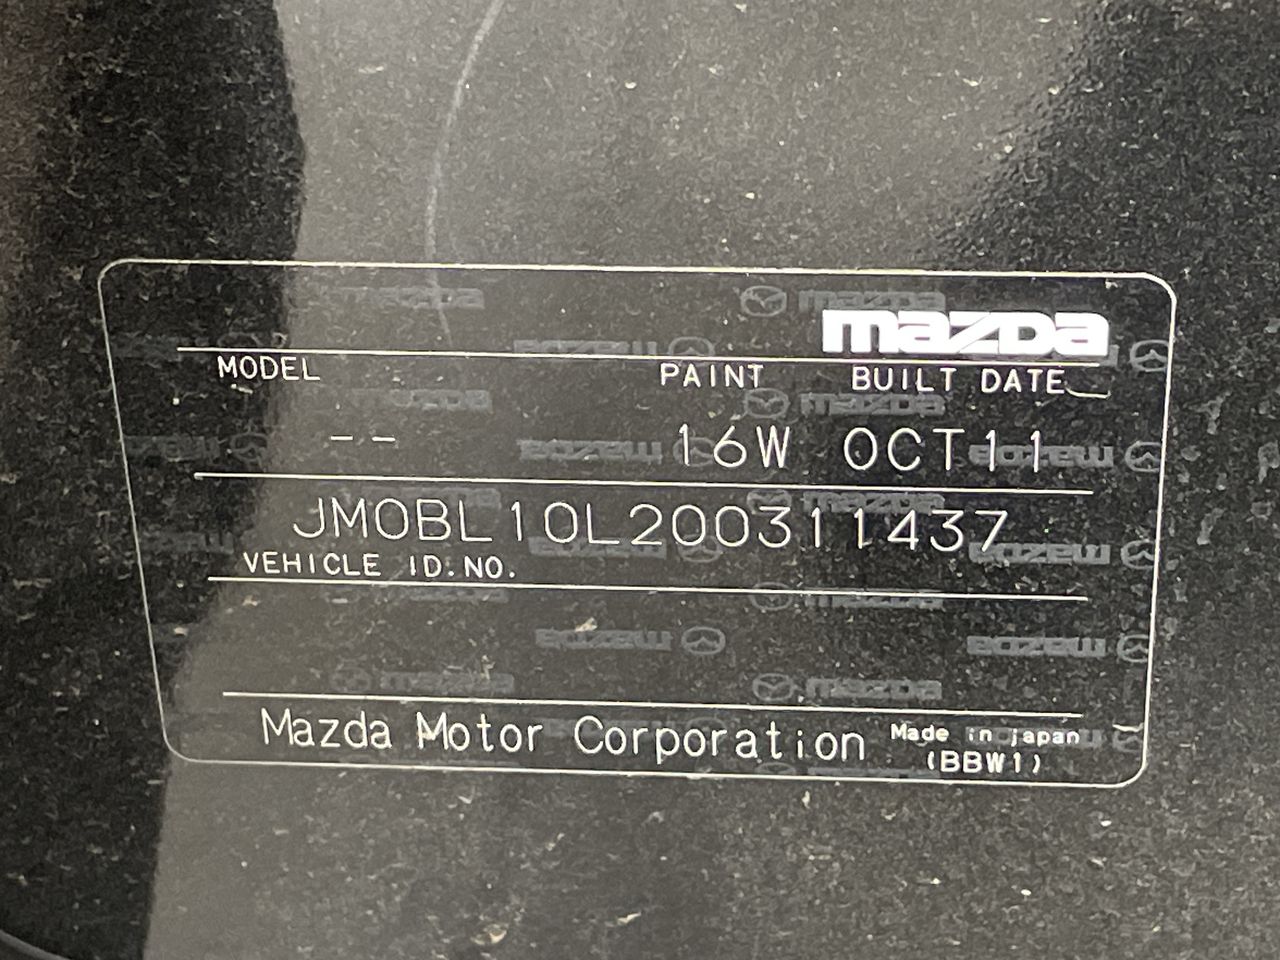 mazda
MODEL PAINT BUILT DATE
-- 16W OCT11
JM0BL10L200311437
VEHICLE ID.NO.
Mazda Motor Corporation Made in japan
(BBW1)